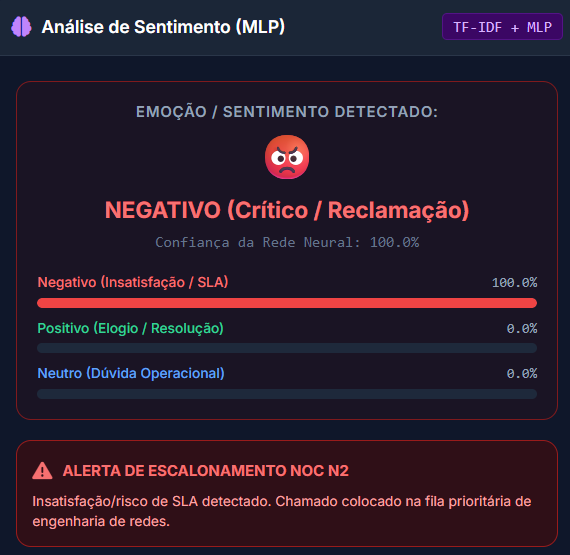 Análise de Sentimento (MLP)
TF-IDF + MLP
EMOÇÃO / SENTIMENTO DETECTADO:
NEGATIVO (Crítico / Reclamação)
Confiança da Rede Neural: 100.0%
Negativo (Insatisfação / SLA) 100.0%
Positivo (Elogio / Resolução) 0.0%
Neutro (Dúvida Operacional) 0.0%
ALERTA DE ESCALONAMENTO NOC N2
Insatisfação/risco de SLA detectado. Chamado colocado na fila prioritária de
engenharia de redes.